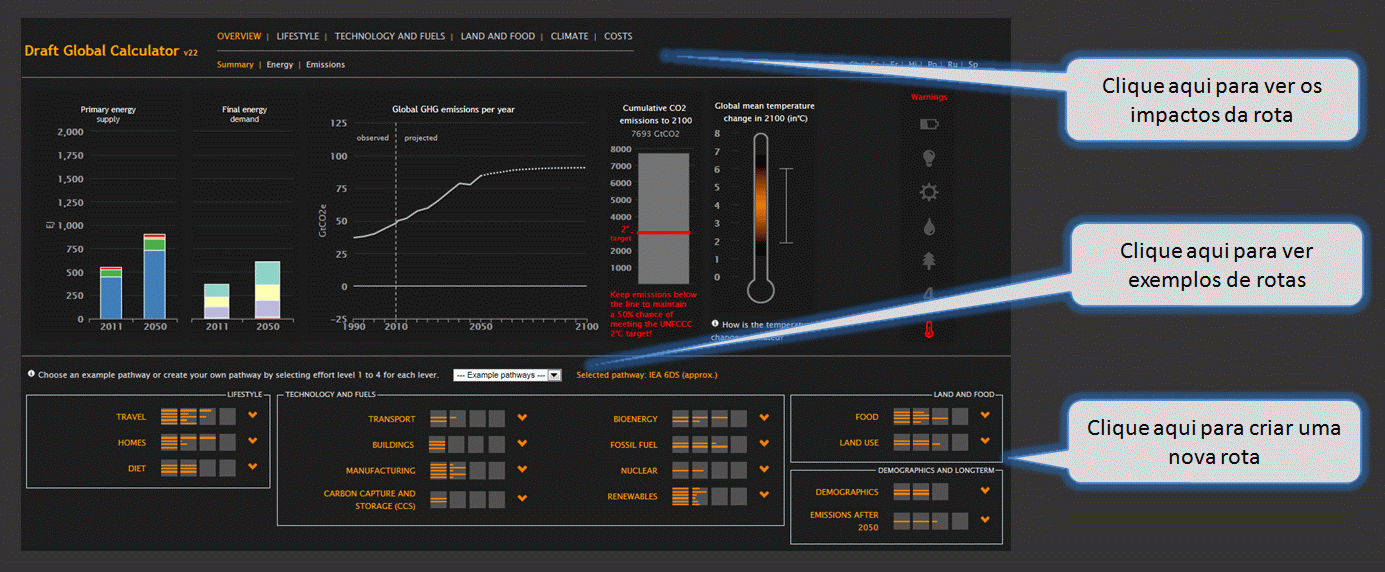 Draft Global Calculator v22
OVERVIEW | LIFESTYLE | TECHNOLOGY AND FUELS | LAND AND FOOD | CLIMATE | COSTS
Summary | Energy | Emissions
Fr | Mj | Po | Ru | Sp
Clique aqui para ver os
impactos da rota
Primary energy
supply
2,000
1,750
1,500
1,250
1,000
750
500
250
0
EJ
2011 2050
Final energy
demand
2011 2050
Global GHG emissions per year
observed projected
125
100
75
50
25
0
−25
GtCO2e
1990 2010 2050 2100
Cumulative CO2
emissions to 2100
7693 GtCO2
8000
7000
6000
5000
4000
2°
target
2000
1000
Keep emissions below
the line to maintain
a 50% chance of
meeting the UNFCCC
2°C target!
Global mean temperature
change in 2100 (in°C)
8
7
6
5
4
3
2
1
0
How is the temperature
Warnings
Clique aqui para ver
exemplos de rotas
Choose an example pathway or create your own pathway by selecting effort level 1 to 4 for each lever.
--- Example pathways ---
Selected pathway: IEA 6DS (approx.)
LIFESTYLE
TRAVEL
HOMES
DIET
TECHNOLOGY AND FUELS
TRANSPORT
BUILDINGS
MANUFACTURING
CARBON CAPTURE AND
STORAGE (CCS)
BIOENERGY
FOSSIL FUEL
NUCLEAR
RENEWABLES
LAND AND FOOD
FOOD
LAND USE
DEMOGRAPHICS AND LONGTERM
DEMOGRAPHICS
EMISSIONS AFTER
2050
Clique aqui para criar uma
nova rota